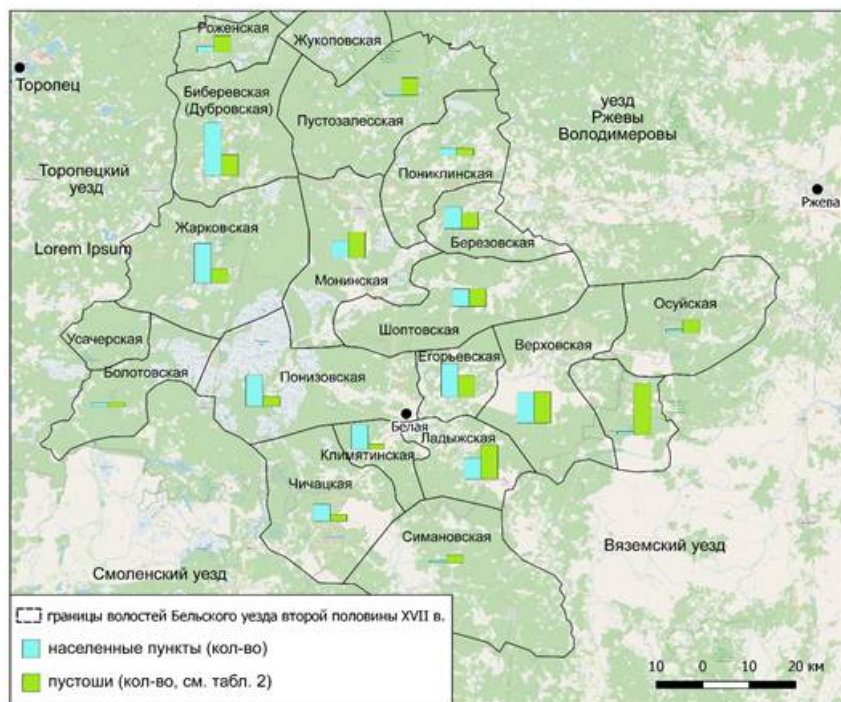 Роженская
Жукоповская
Торопец
Биберевская
(Дубровская)
Пустозалесская
уезд
Ржевы
Володимеровы
Торопецкий
уезд
Пониклинская
Ржева
Lorem Ipsum
Жарковская
Березовская
Монинская
Осуйская
Усачерская
Шоптовская
Егорьевская
Верховская
Болотовская
Понизовская
Белая
Климятинская
Ладыжская
Чичацкая
Симановская
Вяземский уезд
Смоленский уезд
границы волостей Бельского уезда второй половины XVII в.
населенные пункты (кол-во)
пустоши (кол-во, см. табл. 2)
10 0 10 20 км